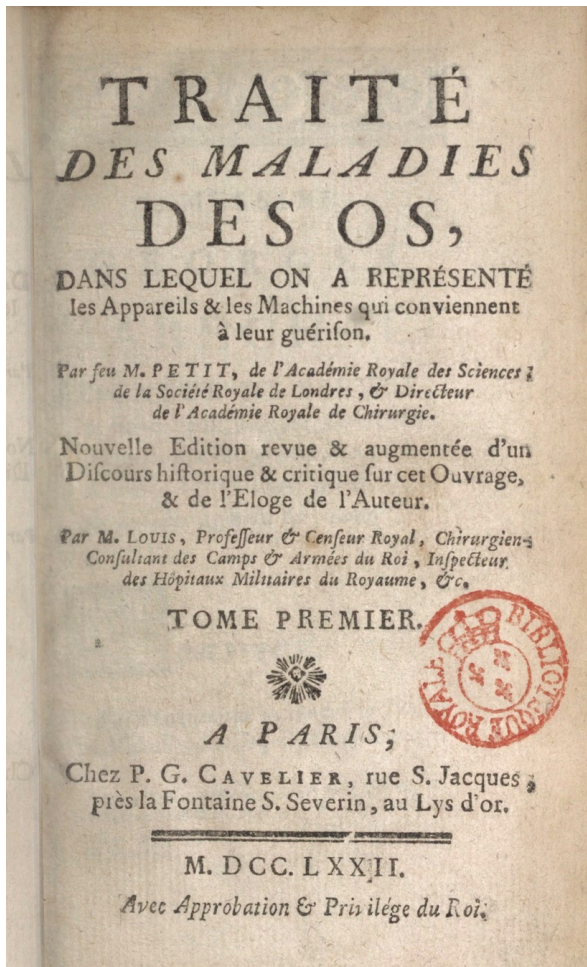 TRAITÉ
DES MALADIES
DES OS,
DANS LEQUEL ON A REPRÉSENTÉ
les Appareils & les Machines qui conviennent
à leur guériſon.
Par feu M. PETIT, de l'Académie Royale des Sciences;
de la Société Royale de Londres, & Directeur
de l'Académie Royale de Chirurgie.
Nouvelle Edition revue & augmentée d'un
Diſcours hiſtorique & critique ſur cet Ouvrage,
& de l'Eloge de l'Auteur.
Par M. LOUIS, Profeſſeur & Cenſeur Royal, Chirurgien-
Conſultant des Camps & Armées du Roi, Inſpecteur
des Hôpitaux Militaires du Royaume, &c.
TOME PREMIER.
BIBLIOTHEQUE ROYALE
A PARIS;
Chez P. G. CAVELIER, rue S. Jacques;
près la Fontaine S. Severin, au Lys d'or.
M. DCC. LXXII.
Avec Approbation & Privilége du Roi.